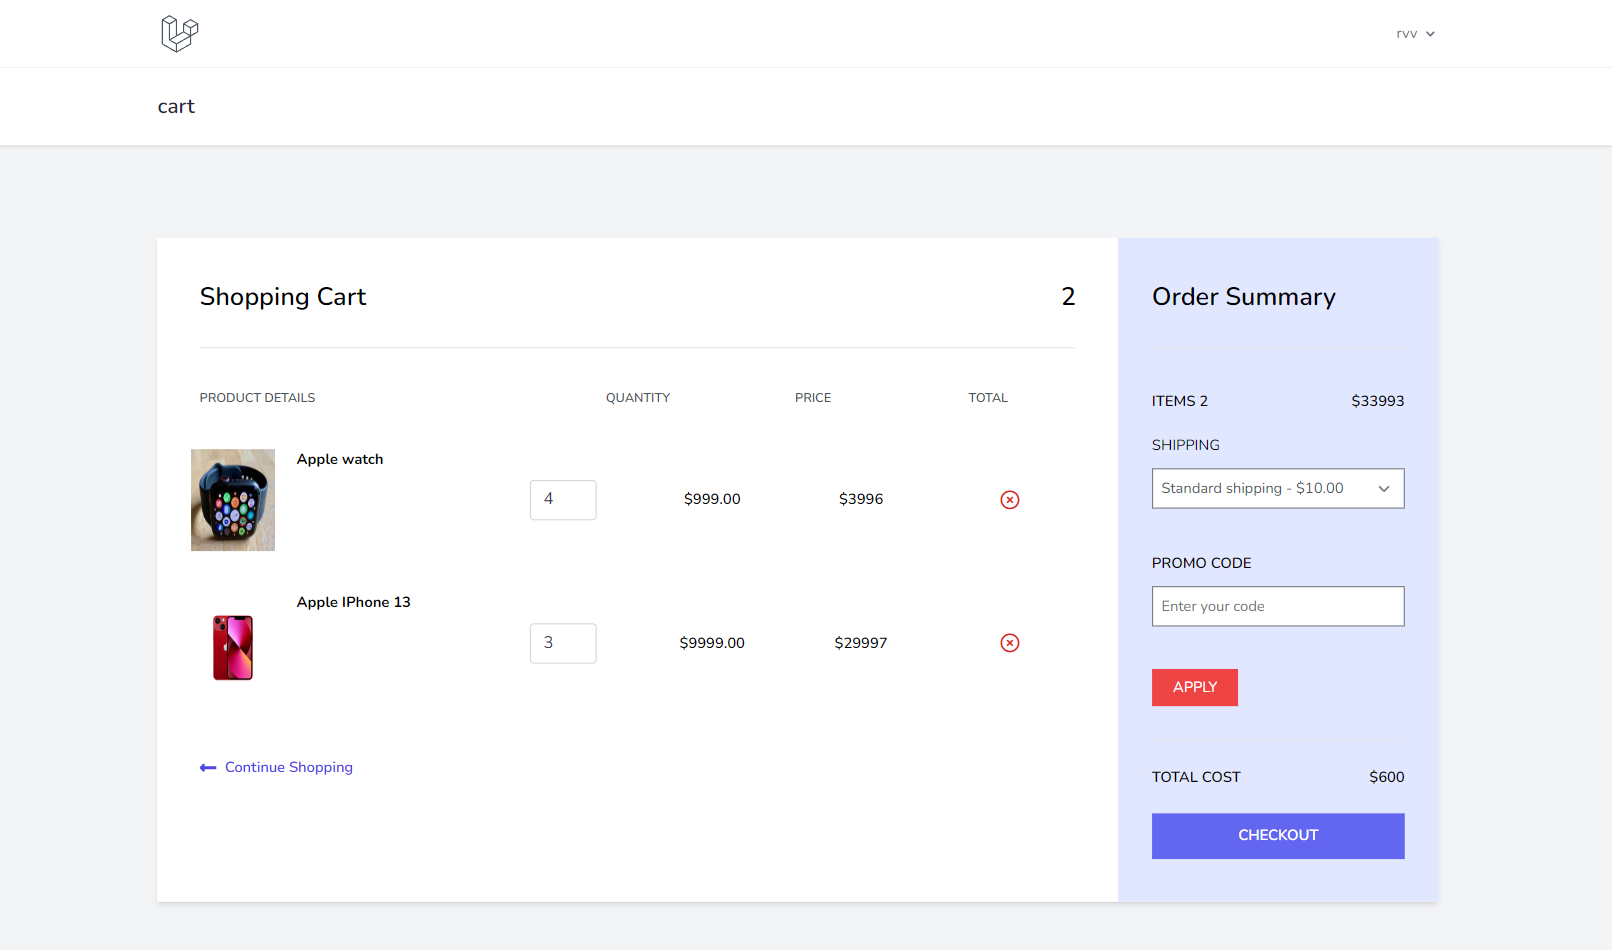 rvv
cart
Shopping Cart
2
PRODUCT DETAILS QUANTITY PRICE TOTAL
Apple watch
4 $999.00 $3996
Apple IPhone 13
3 $9999.00 $29997
Continue Shopping
Order Summary
ITEMS 2 $33993
SHIPPING
Standard shipping - $10.00
PROMO CODE
Enter your code
APPLY
TOTAL COST $600
CHECKOUT